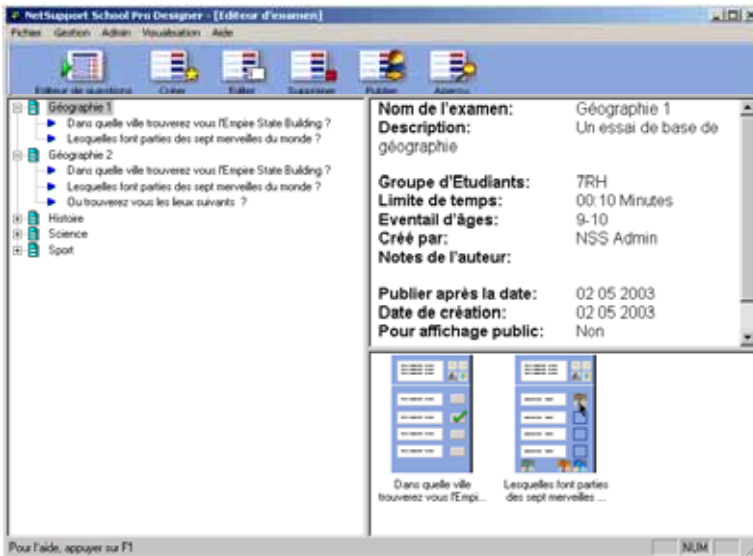 NetSupport School Pro Designer - [Editeur d'examen]
Fichier Gestion Admin Visualisation Aide
Editeur de questions Créer Editer Supprimer Publier Aperçu
Géographie 1
Dans quelle ville trouverez vous l'Empire State Building ?
Lesquelles font parties des sept merveilles du monde ?
Géographie 2
Dans quelle ville trouverez vous l'Empire State Building ?
Lesquelles font parties des sept merveilles du monde ?
Ou trouverez vous les lieux suivants ?
Histoire
Science
Sport
Nom de l'examen: Géographie 1
Description: Un essai de base de
géographie
Groupe d'Etudiants: 7RH
Limite de temps: 00:10 Minutes
Eventail d'âges: 9-10
Créé par: NSS Admin
Notes de l'auteur:
Publier après la date: 02 05 2003
Date de création: 02 05 2003
Pour affichage public: Non
Dans quelle ville
trouverez vous l'Empi...
Lesquelles font parties
des sept merveilles ...
Pour l'aide, appuyer sur F1
NUM